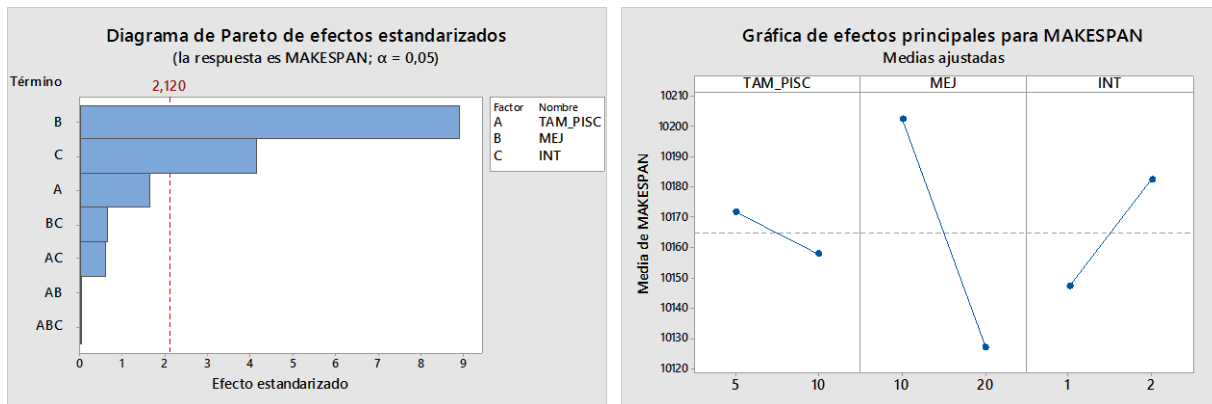 Diagrama de Pareto de efectos estandarizados
(la respuesta es MAKESPAN; α = 0,05)
Término
2,120
B
C
A
BC
AC
AB
ABC
0 1 2 3 4 5 6 7 8 9
Efecto estandarizado
Factor Nombre
A TAM_PISC
B MEJ
C INT
Gráfica de efectos principales para MAKESPAN
Medias ajustadas
TAM_PISC MEJ INT
Media de MAKESPAN
10210
10200
10190
10180
10170
10160
10150
10140
10130
10120
5 10 10 20 1 2